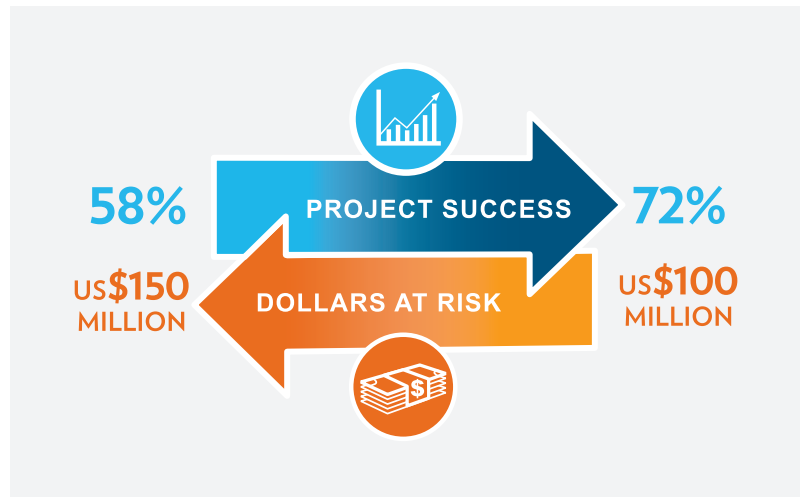 58%
PROJECT SUCCESS
72%
US$150
MILLION
DOLLARS AT RISK
US$100
MILLION
$